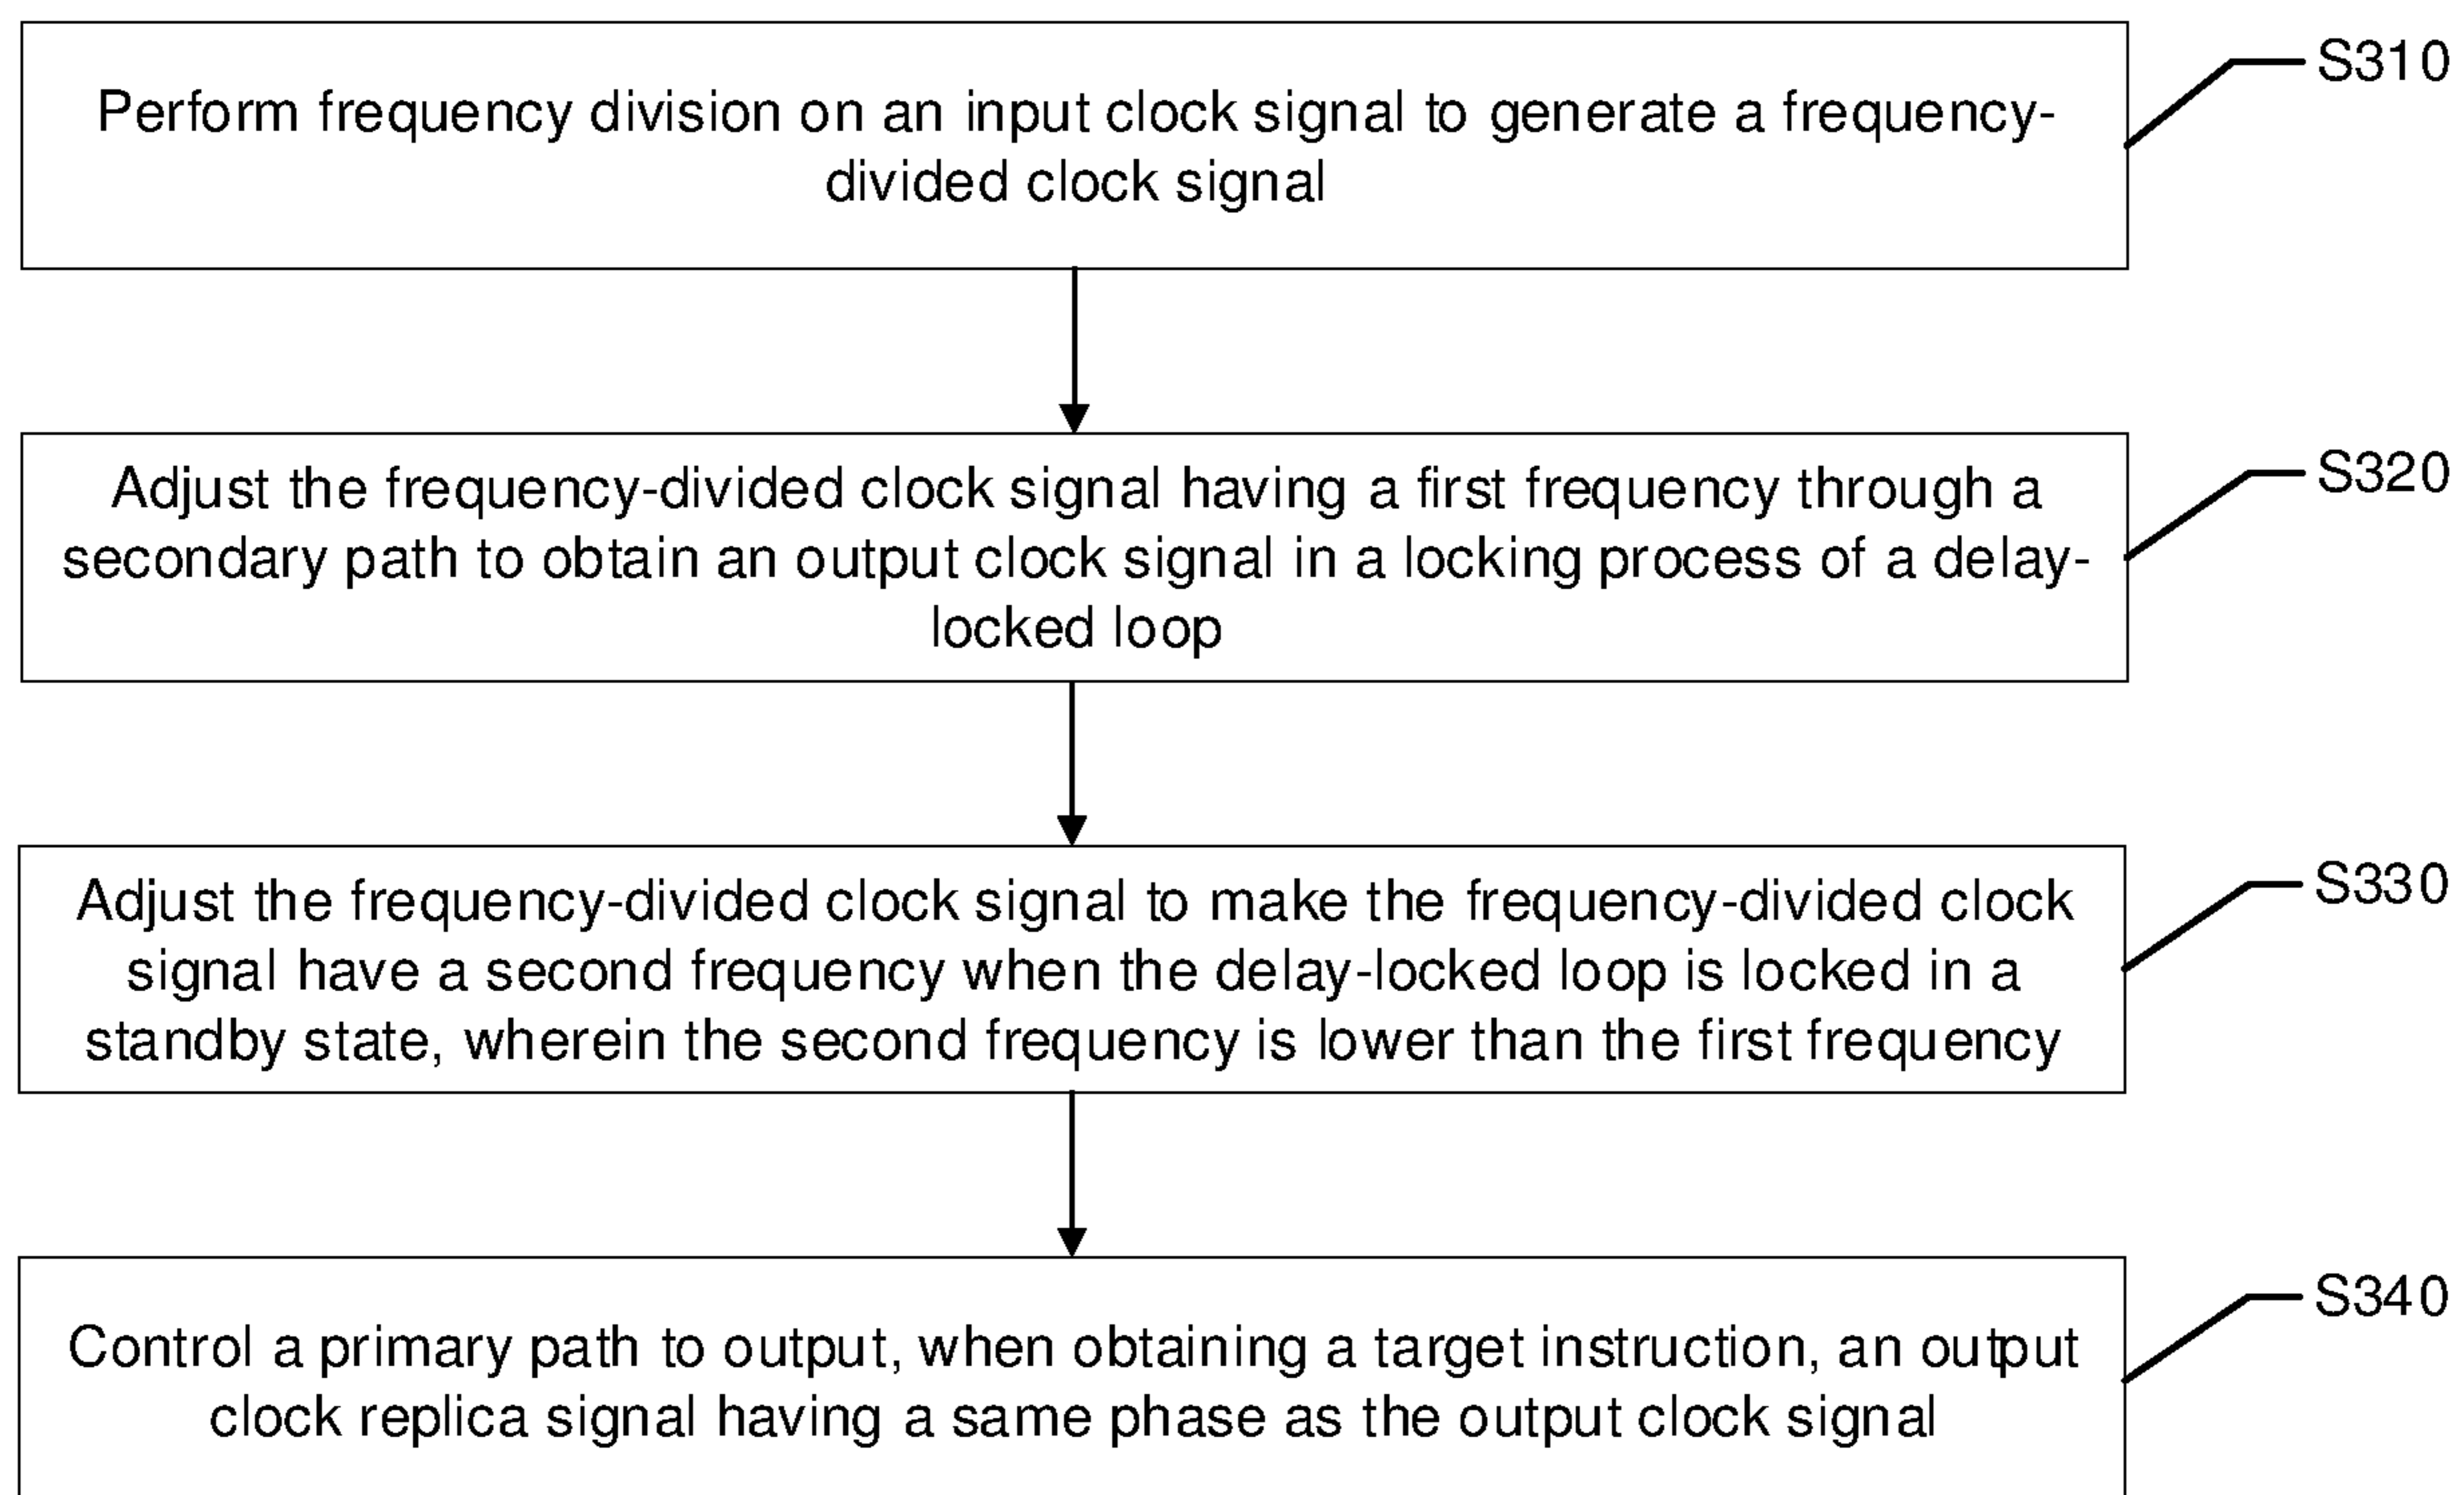 Perform frequency division on an input clock signal to generate a frequency-
divided clock signal
S310
Adjust the frequency-divided clock signal having a first frequency through a
secondary path to obtain an output clock signal in a locking process of a delay-
locked loop
S320
Adjust the frequency-divided clock signal to make the frequency-divided clock
signal have a second frequency when the delay-locked loop is locked in a
standby state, wherein the second frequency is lower than the first frequency
S330
Control a primary path to output, when obtaining a target instruction, an output
clock replica signal having a same phase as the output clock signal
S340